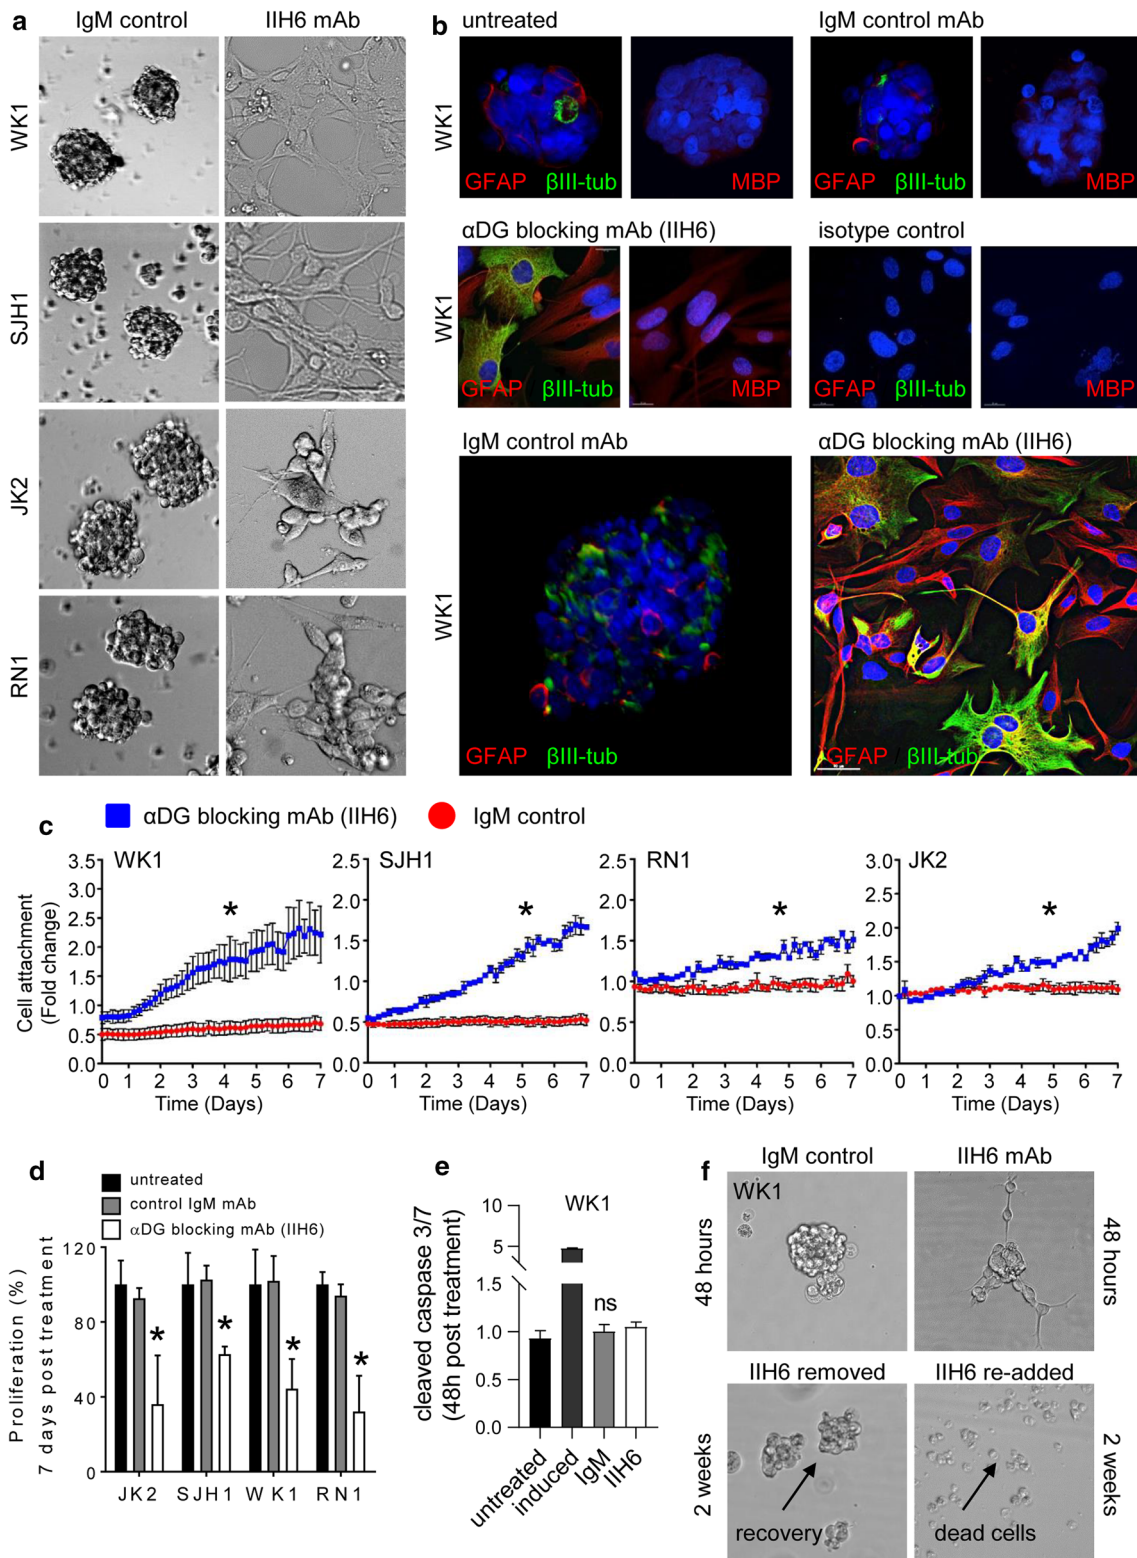 a
IgM control
IIH6 mAb
WK1
SJH1
JK2
RN1
b
untreated
IgM control mAb
GFAP βIII-tub
MBP
GFAP βIII-tub
MBP
αDG blocking mAb (IIH6)
isotype control
WK1
GFAP βIII-tub
MBP
GFAP βIII-tub
MBP
IgM control mAb
αDG blocking mAb (IIH6)
WK1
GFAP βIII-tub
GFAP βIII-tub
c
αDG blocking mAb (IIH6)
IgM control
Cell attachment
(Fold change)
WK1
3.5
3.0
2.5
2.0
1.5
1.0
0.5
0.0
*
0 1 2 3 4 5 6 7
Time (Days)
SJH1
2.5
2.0
1.5
1.0
0.5
0.0
*
0 1 2 3 4 5 6 7
Time (Days)
RN1
2.5
2.0
1.5
1.0
0.5
0.0
*
0 1 2 3 4 5 6 7
Time (Days)
JK2
3.0
2.5
2.0
1.5
1.0
0.5
0.0
*
0 1 2 3 4 5 6 7
Time (Days)
d
untreated
control IgM mAb
αDG blocking mAb (IIH6)
Proliferation (%)
7 days post treatment
120
80
40
0
* * * *
JK2 SJH1 WK1 RN1
e
WK1
cleaved caspase 3/7
(48h post treatment)
10
5
1.5
1.0
0.5
0.0
ns
untreated
induced
IgM
IIH6
f
IgM control
IIH6 mAb
WK1
48 hours
48 hours
IIH6 removed
IIH6 re-added
2 weeks
2 weeks
recovery
dead cells